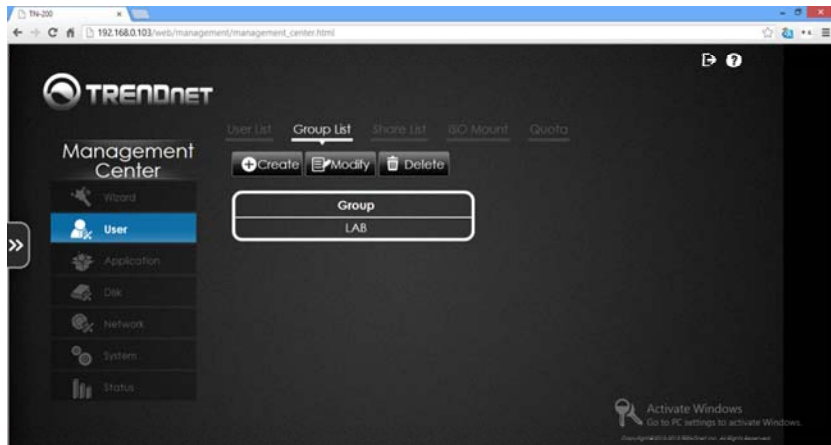 TN-200
192.168.0.103/web/management/management_center.html
TRENDNET
User List Group List Share List ISO Mount Quota
Management
Center
Create Modify Delete
Wizard
Group
User
LAB
Application
Disk
Network
System
Status
Activate Windows
Go to PC settings to activate Windows.